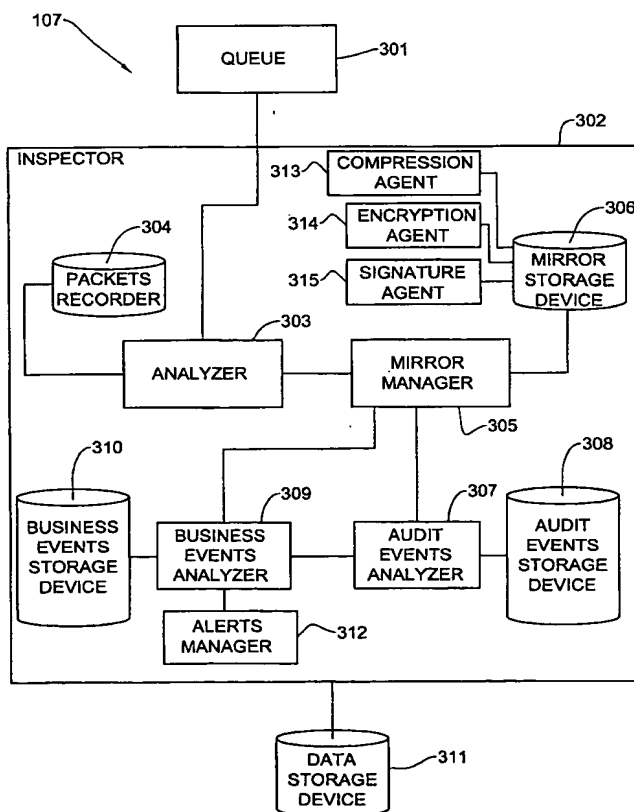 107
QUEUE
301
302
INSPECTOR
313
COMPRESSION
AGENT
314
ENCRYPTION
AGENT
315
SIGNATURE
AGENT
306
MIRROR
STORAGE
DEVICE
304
PACKETS
RECORDER
303
ANALYZER
MIRROR
MANAGER
305
310
BUSINESS
EVENTS
STORAGE
DEVICE
309
BUSINESS
EVENTS
ANALYZER
307
AUDIT
EVENTS
ANALYZER
308
AUDIT
EVENTS
STORAGE
DEVICE
ALERTS
MANAGER
312
DATA
STORAGE
DEVICE
311